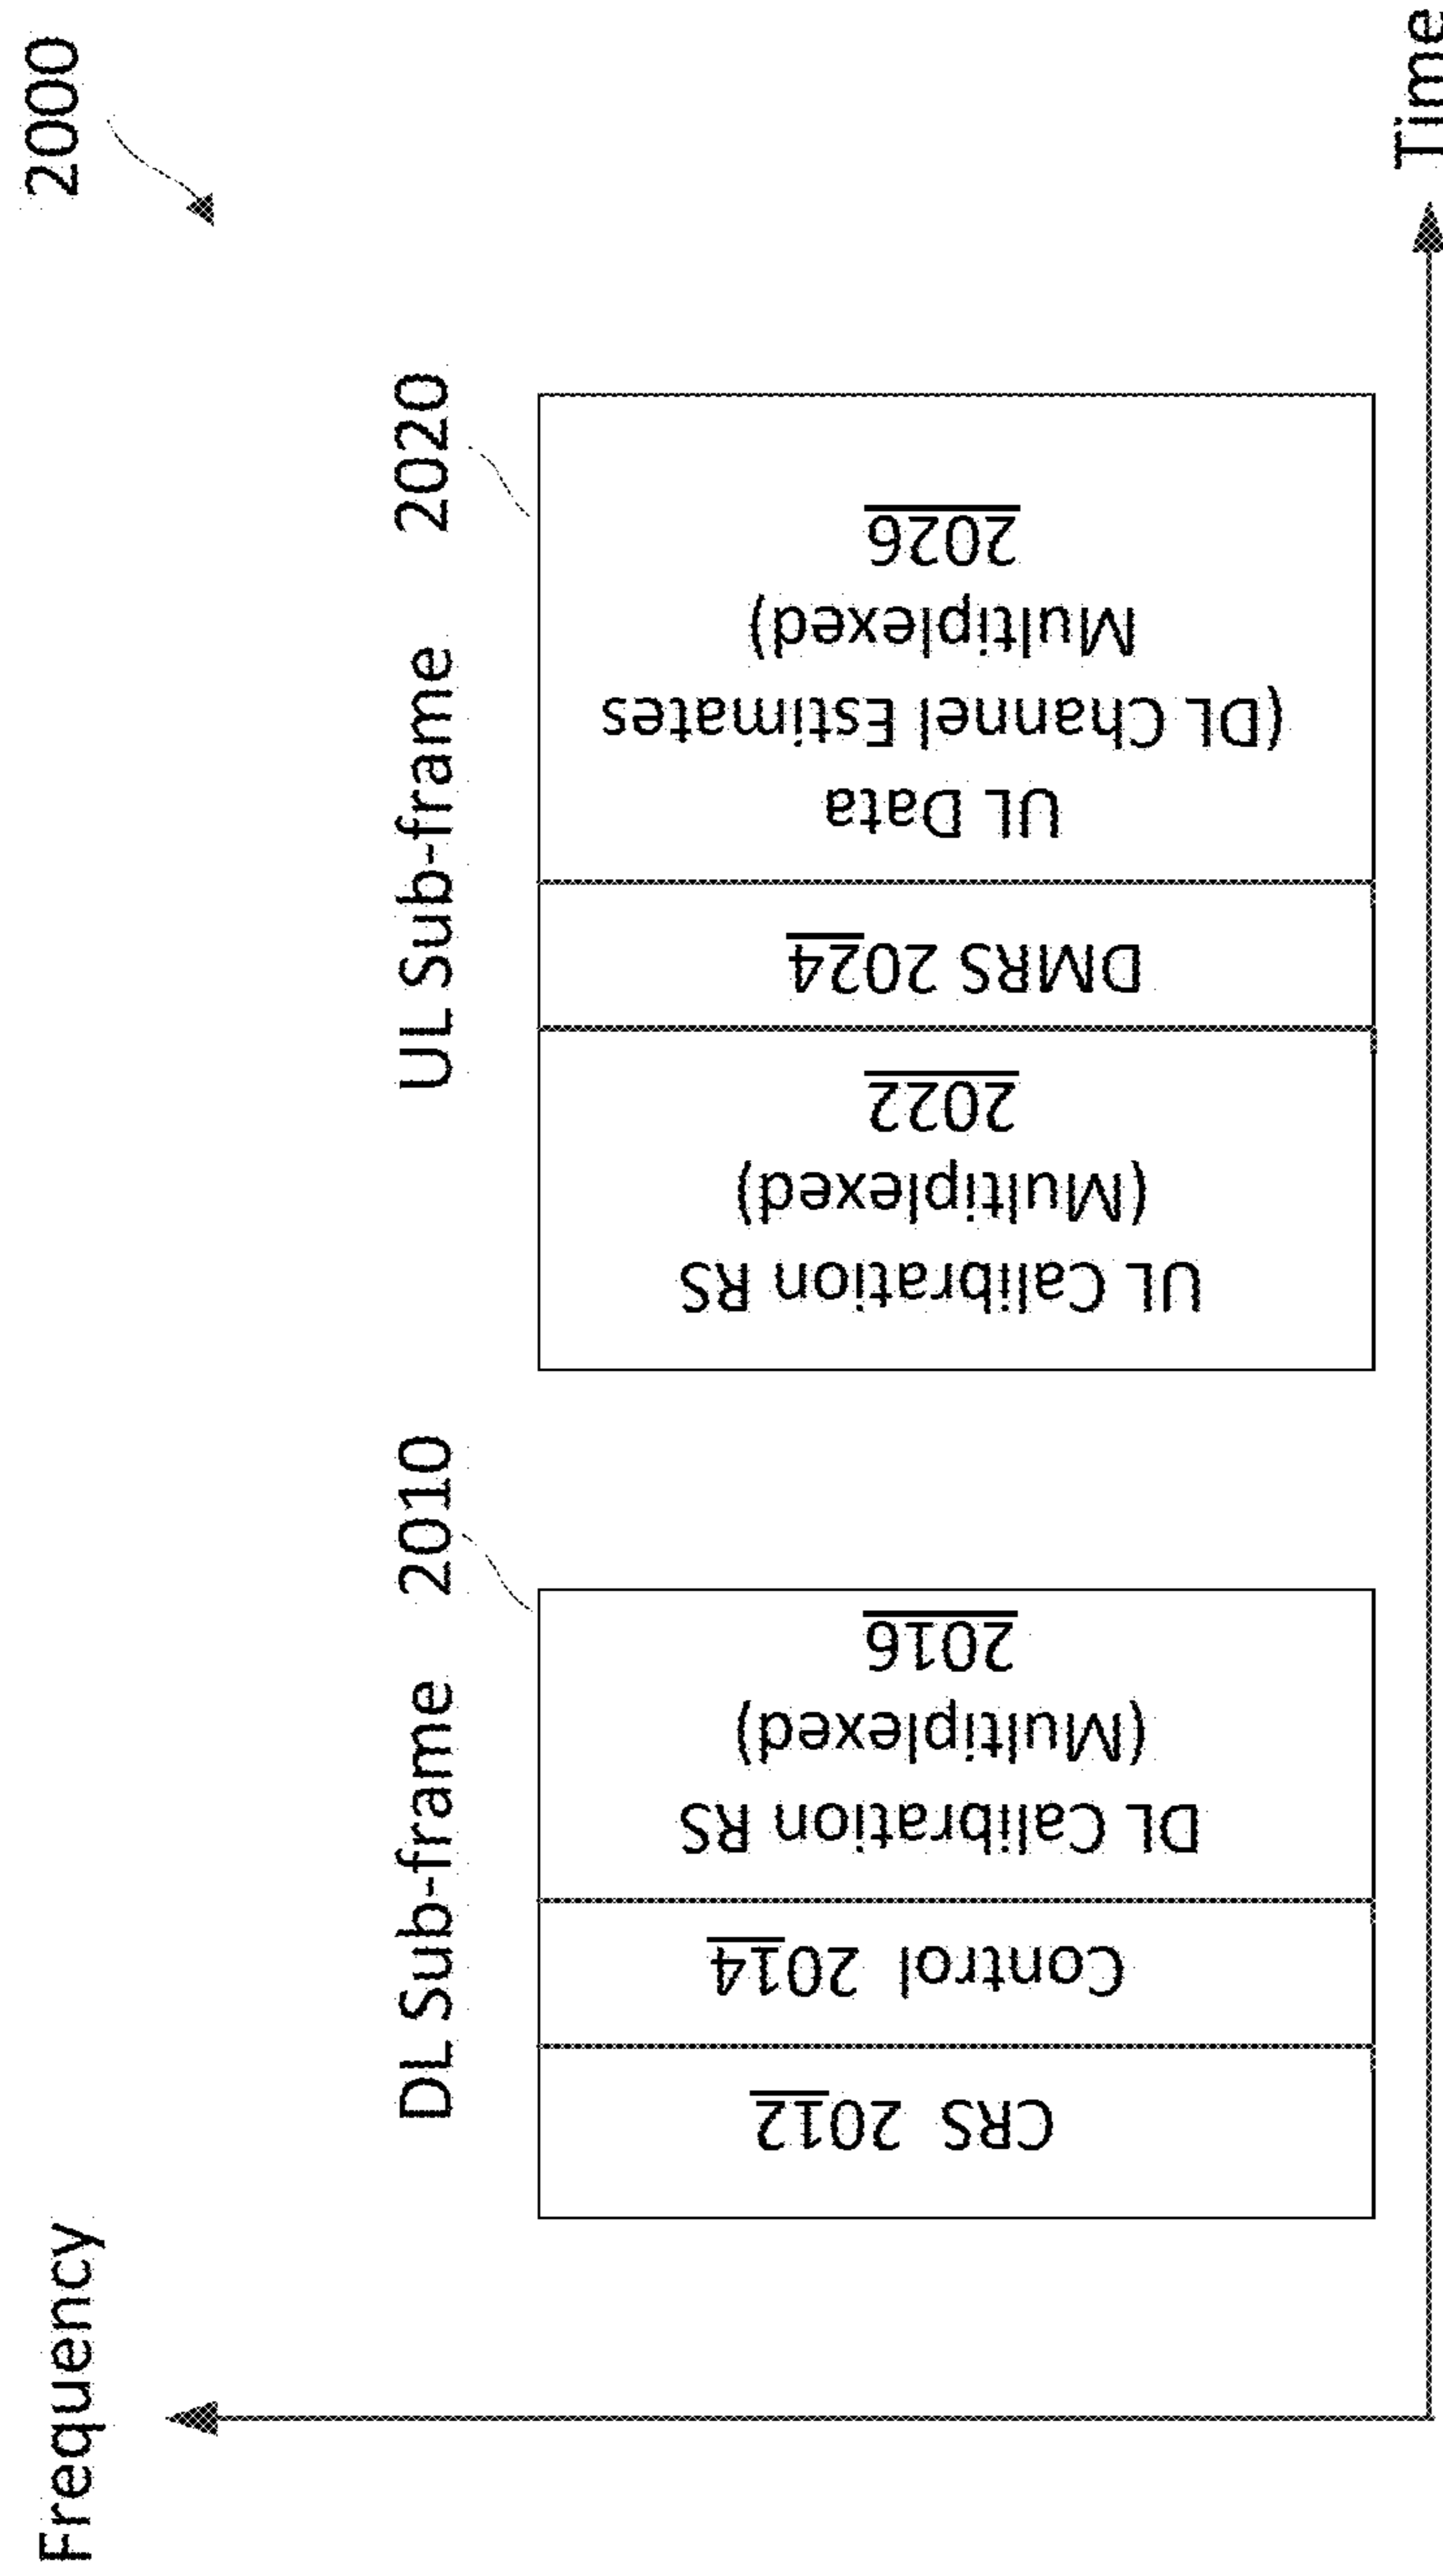 2000
Frequency
DL Sub-frame 2010
CRS 2012
Control 2014
DL Calibration RS
(Multiplexed)
2016
UL Sub-frame 2020
UL Calibration RS
(Multiplexed)
2022
DMRS 2024
UL Data
(DL Channel Estimates
Multiplexed)
2026
Time